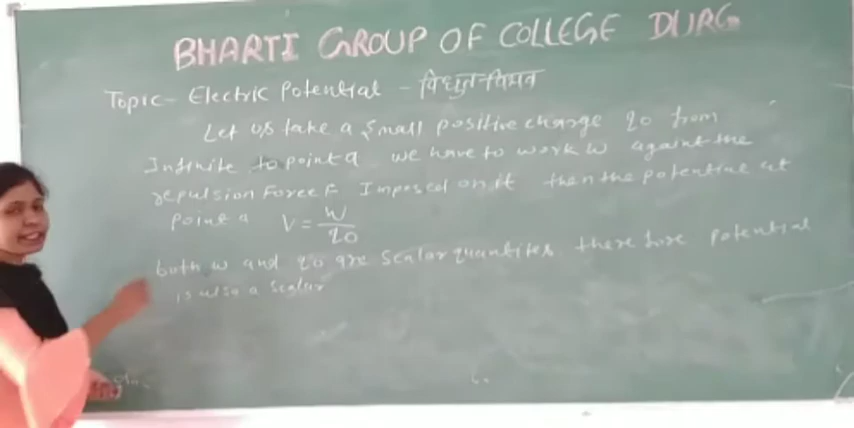 BHARTI GROUP OF COLLEGE DURG
Topic- Electric Potential - विद्युत विभव
Let us take a small positive charge q0 from
Infinite to point a we have to work w againt the
repulsion Force F Imposed on it then the potential at
Point a V = W/q0
both w and q0 are scalar quantites there fore potential
is also a scalar